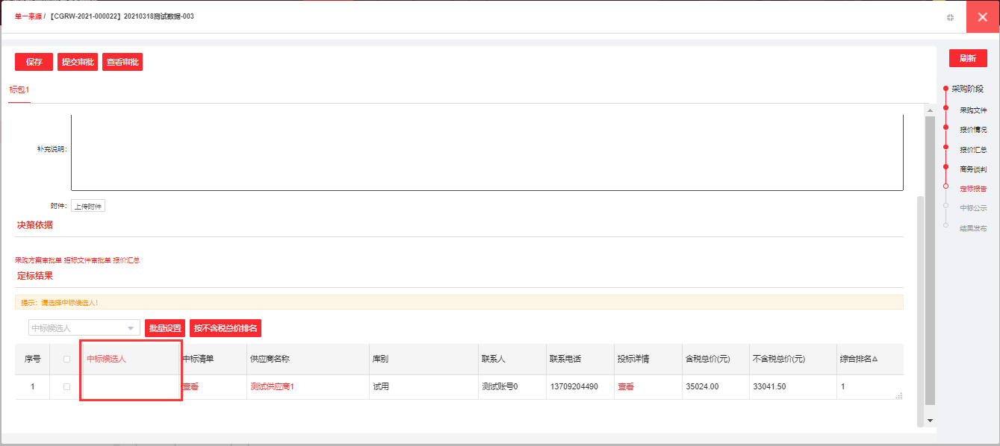 单一来源 / 【CGRW-2021-000022】20210318测试数据-003
保存 提交审批 查看审批
刷新
标包1
采购阶段
采购文件
报价情况
报价汇总
商务谈判
定标报告
中标公示
结果发布
补充说明:
附件: 上传附件
决策依据
采购方案审批单 招标文件审批单 报价汇总
定标结果
提示: 请选择中标候选人!
中标候选人 批量设置 按不含税总价排名
序号 中标候选人 中标清单 供应商名称 库别 联系人 联系电话 投标详情 含税总价(元) 不含税总价(元) 综合排名
1 查看 测试供应商1 试用 测试账号0 13709204490 查看 35024.00 33041.50 1